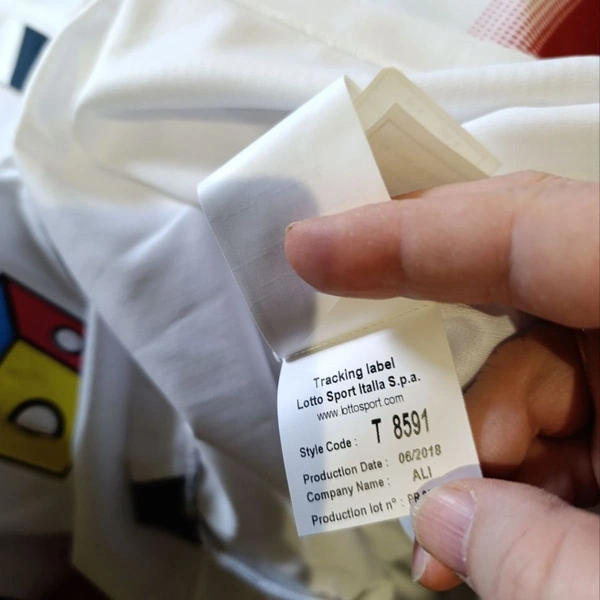 Tracking label
Lotto Sport Italia S.p.a.
www.lottosport.com
Style Code : T 8591
Production Date : 06/2018
Company Name : ALI
Production lot n° :